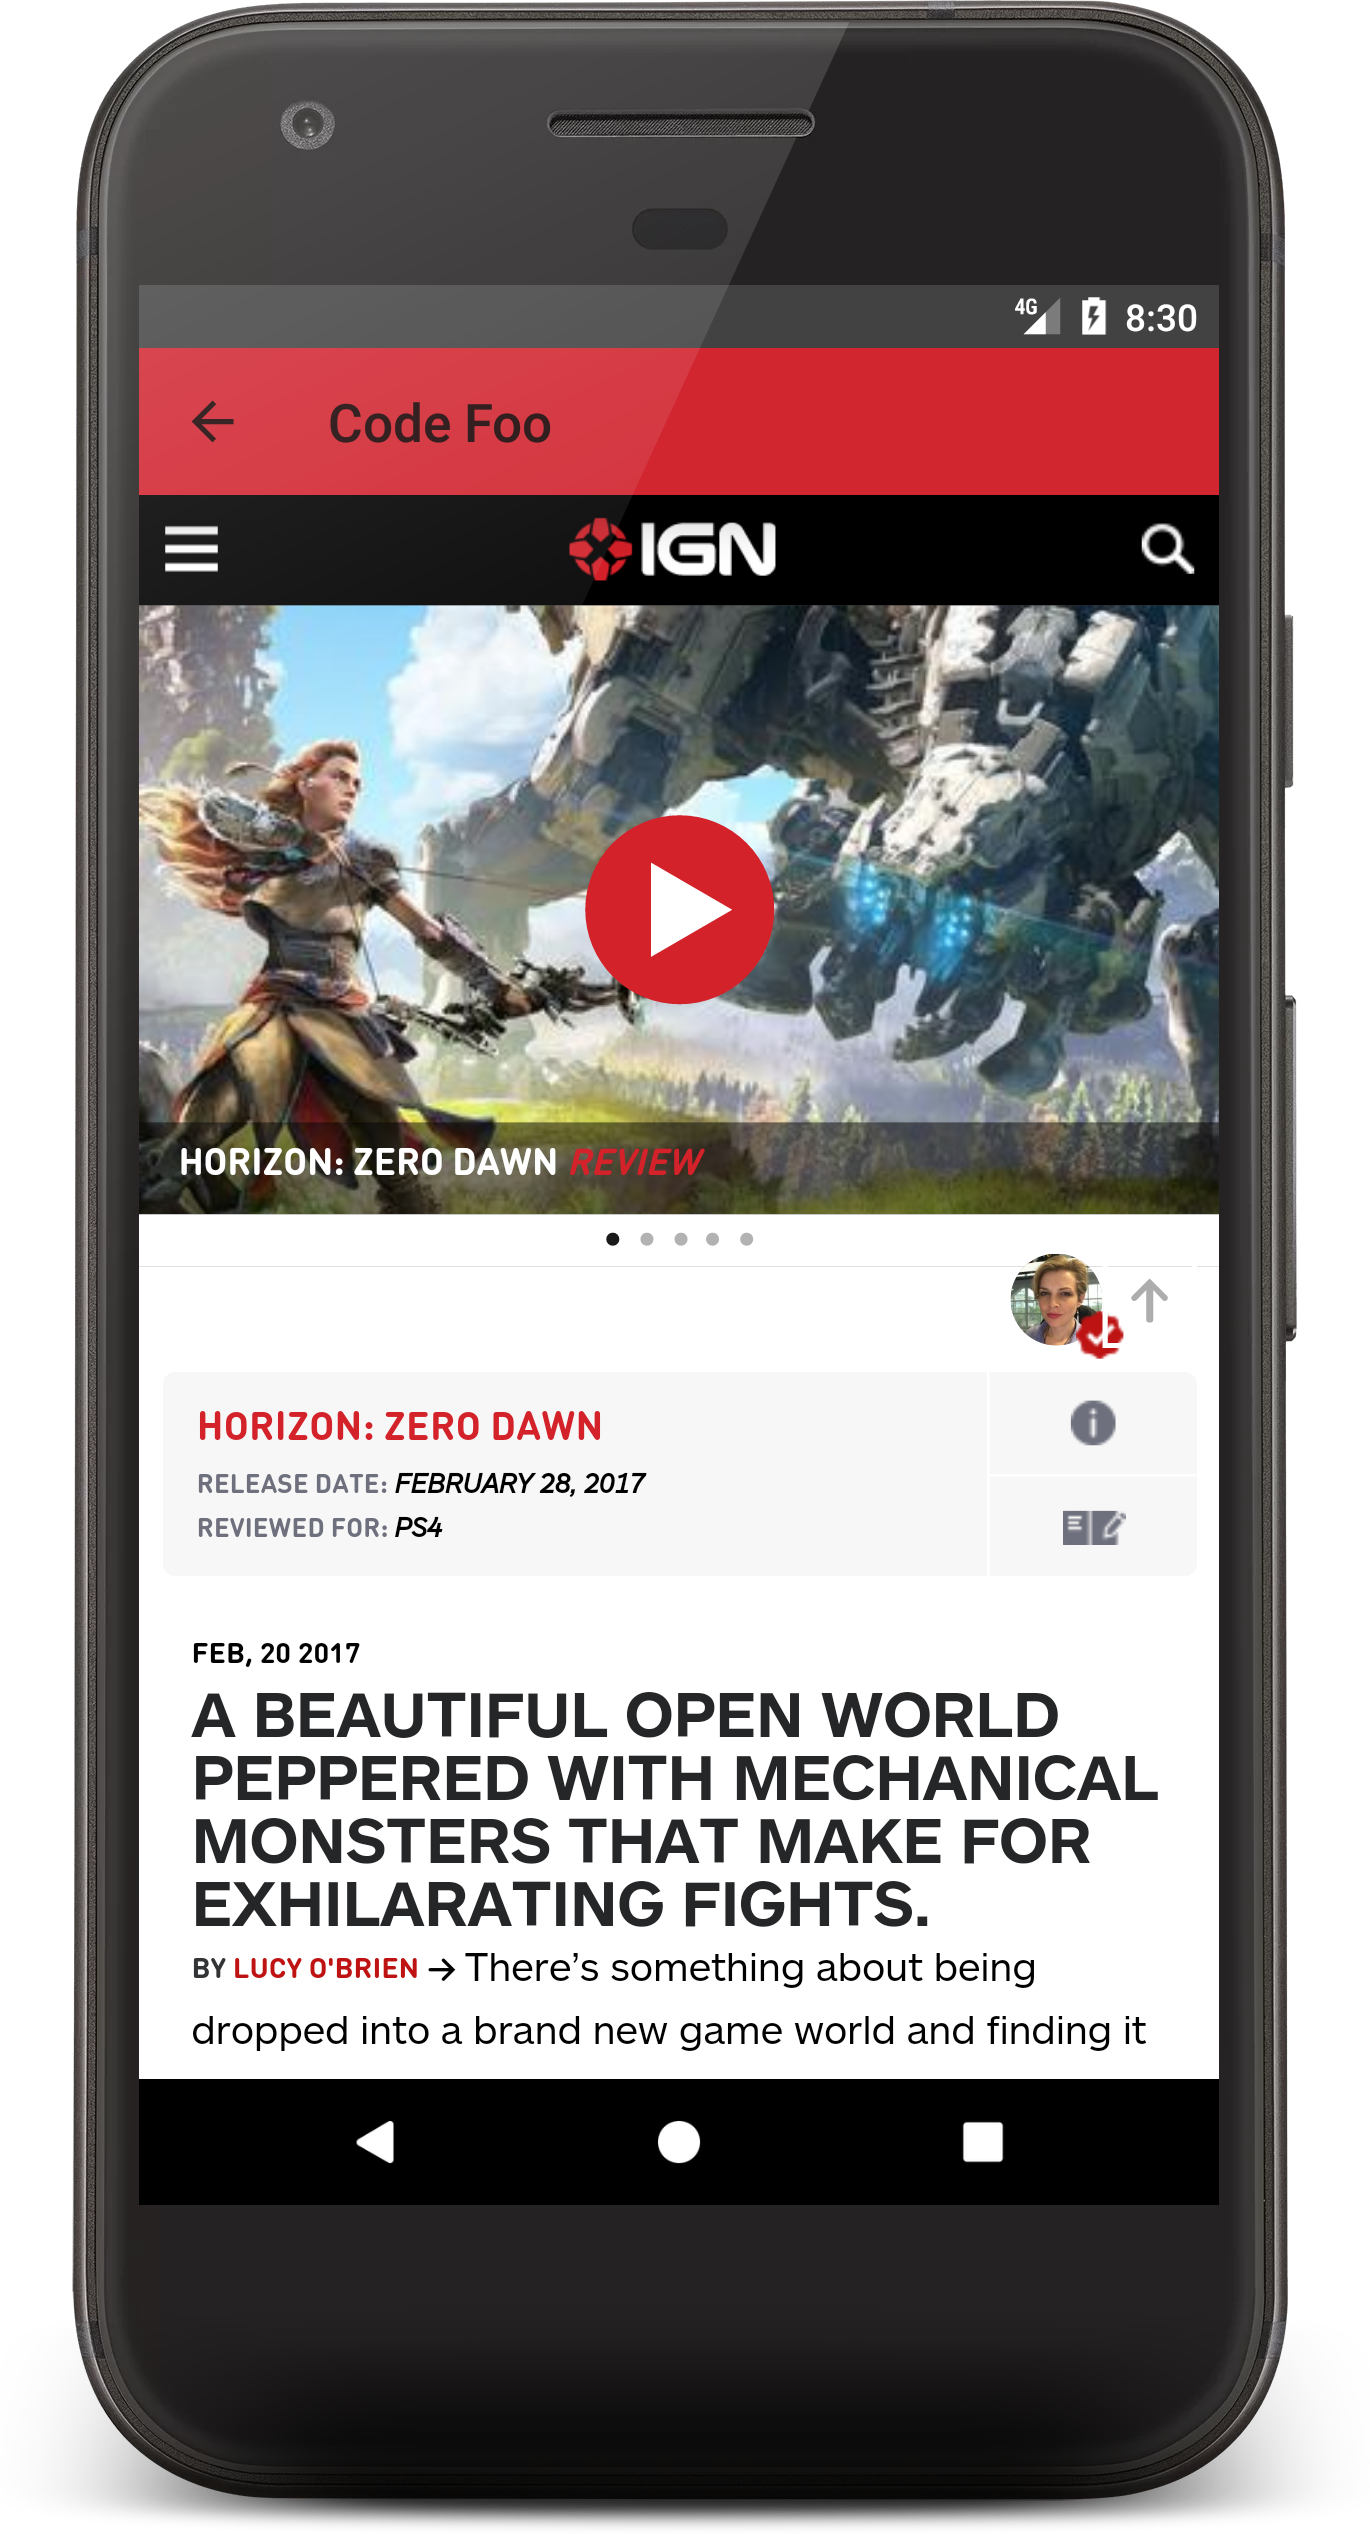 4G 8:30
Code Foo
IGN
HORIZON: ZERO DAWN REVIEW
HORIZON: ZERO DAWN
RELEASE DATE: FEBRUARY 28, 2017
REVIEWED FOR: PS4
FEB, 20 2017
A BEAUTIFUL OPEN WORLD
PEPPERED WITH MECHANICAL
MONSTERS THAT MAKE FOR
EXHILARATING FIGHTS.
BY LUCY O'BRIEN → There’s something about being
dropped into a brand new game world and finding it